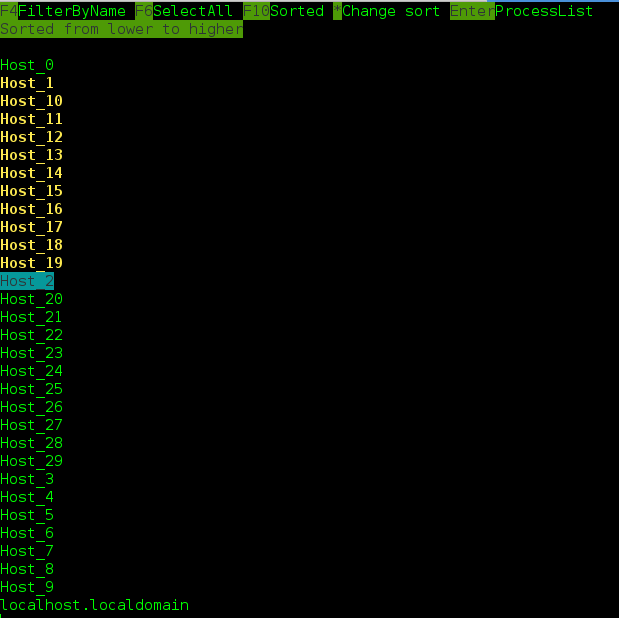 F4FilterByName F6SelectAll F10Sorted *Change sort EnterProcessList
Sorted from lower to higher
Host_0
Host_1
Host_10
Host_11
Host_12
Host_13
Host_14
Host_15
Host_16
Host_17
Host_18
Host_19
Host_2
Host_20
Host_21
Host_22
Host_23
Host_24
Host_25
Host_26
Host_27
Host_28
Host_29
Host_3
Host_4
Host_5
Host_6
Host_7
Host_8
Host_9
localhost.localdomain